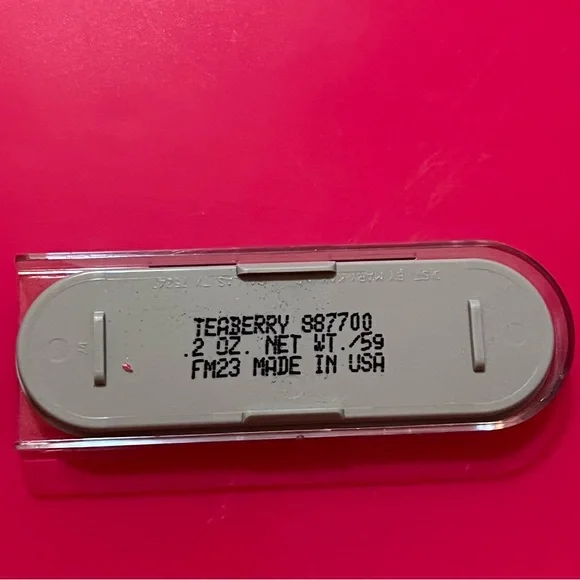 TEABERRY 887700
.2 OZ. NET WT./5g
FM23 MADE IN USA